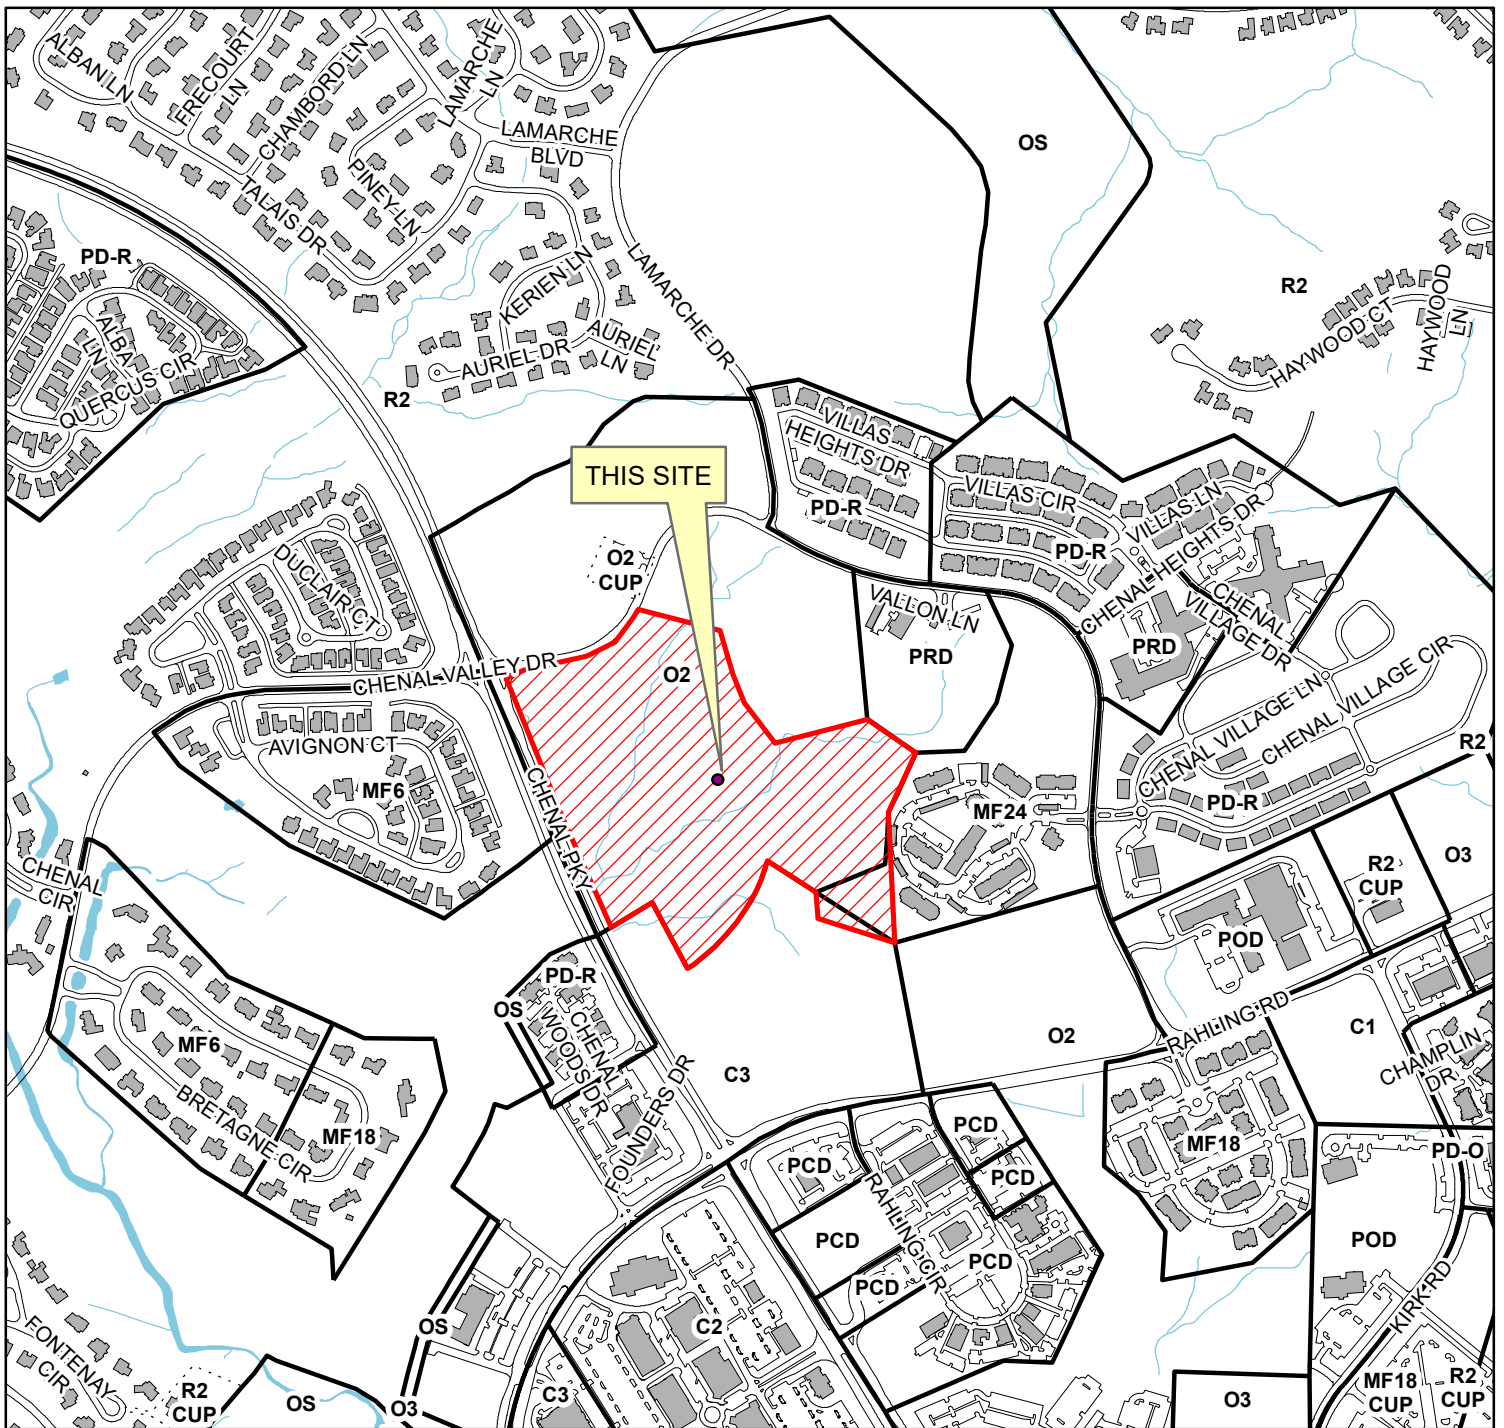 ALBAN LN
FRECOURT
LN
CHAMBORD LN
LAMARCHE
LN
LAMARCHE
BLVD
PINEY LN
TALAIS DR
OS
PD-R
KERIEN LN
LAMARCHE DR
R2
HAYWOOD CT
HAYWOOD
LN
ALBA
LN
QUERCUS CIR
AURIEL
LN
AURIEL DR
R2
VILLAS
HEIGHTS DR
THIS SITE
PD-R
VILLAS CIR
VILLAS LN
PD-R
CHENAL HEIGHTS DR
DUCLAIR CT
O2
CUP
VALLON LN
CHENAL
VILLAGE DR
PRD
PRD
CHENAL VALLEY DR
O2
CHENAL VILLAGE LN
CHENAL VILLAGE CIR
AVIGNON CT
R2
MF6
CHENAL PKY
MF24
PD-R
CHENAL
CIR
R2
CUP
O3
POD
PD-R
OS
CHENAL
WOODS DR
MF6
O2
RAHLING RD
C1
CHAMPLIN
DR
BRETAGNE CIR
C3
FOUNDERS DR
MF18
PCD
MF18
PD-O
PCD
PCD
RAHLING CIR
PCD
PCD
PCD
POD
KIRK RD
OS
C2
FONTENAY
CIR
R2
CUP
OS
O3
C3
O3
MF18
CUP
R2
CUP